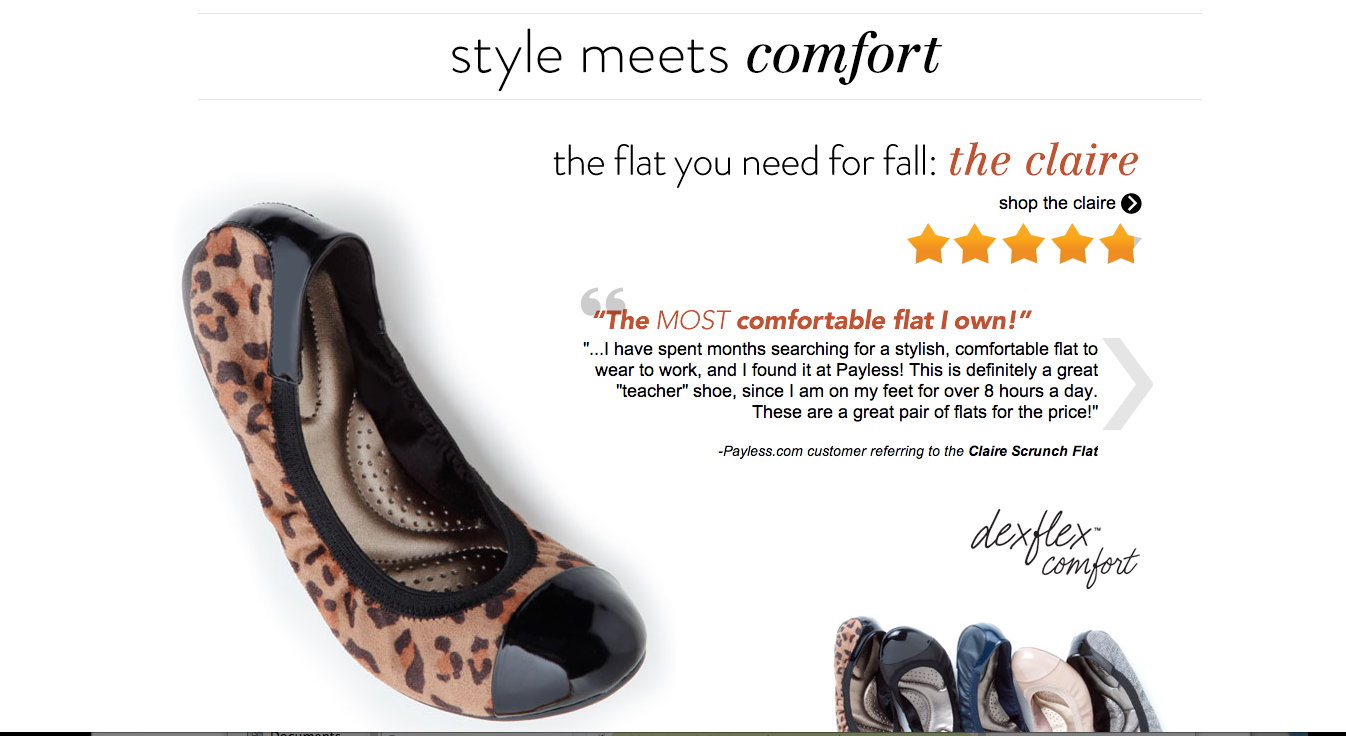 style meets comfort
the flat you need for fall: the claire
shop the claire
“The MOST comfortable flat I own!”
"...I have spent months searching for a stylish, comfortable flat to
wear to work, and I found it at Payless! This is definitely a great
"teacher" shoe, since I am on my feet for over 8 hours a day.
These are a great pair of flats for the price!"
-Payless.com customer referring to the Claire Scrunch Flat
dexflex™
comfort
Documents